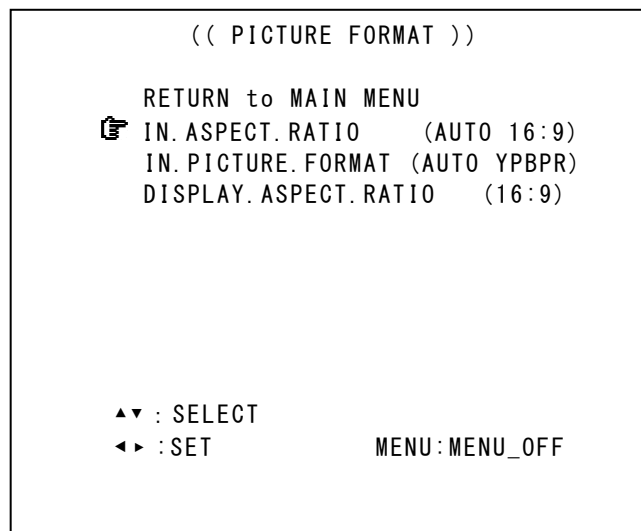 (( PICTURE FORMAT ))
RETURN to MAIN MENU
IN.ASPECT.RATIO (AUTO 16:9)
IN.PICTURE.FORMAT (AUTO YPBPR)
DISPLAY.ASPECT.RATIO (16:9)
▲▼ : SELECT
◄► :SET MENU:MENU_OFF